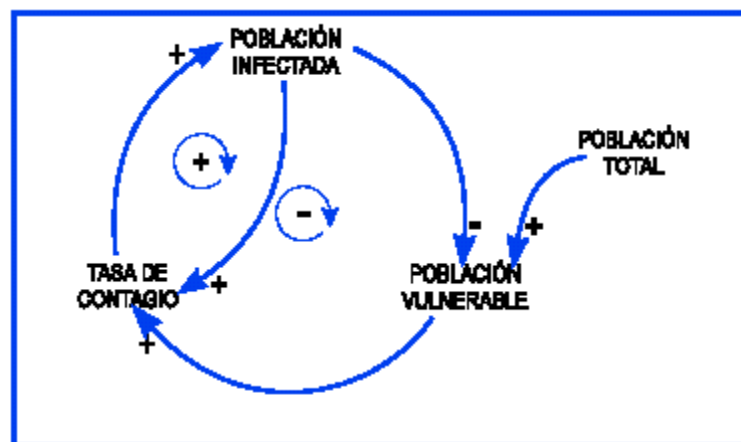 +
POBLACIÓN
INFECTADA
POBLACIÓN
TOTAL
+
-
-
+
TASA DE
CONTAGIO
+
POBLACIÓN
VULNERABLE
+